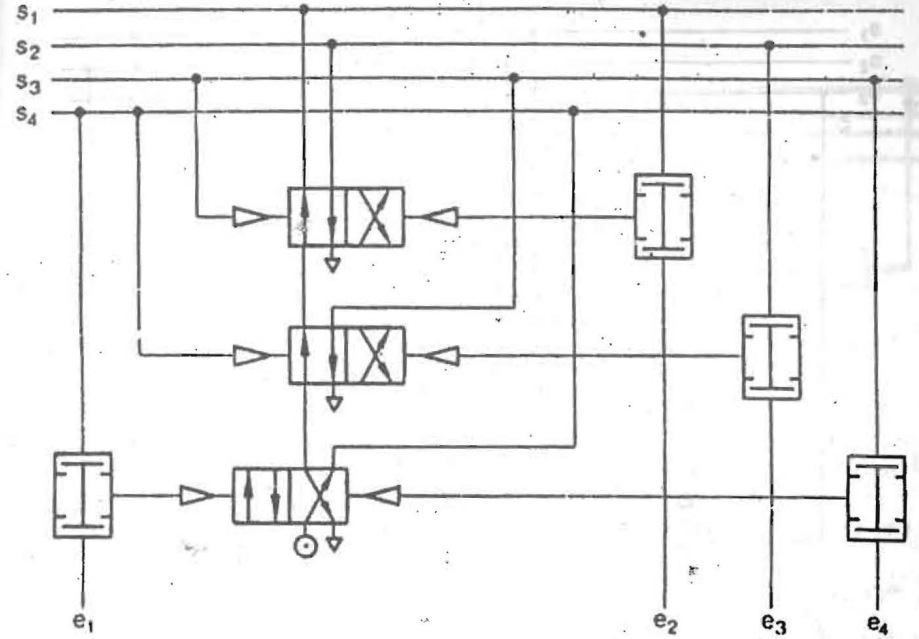 s₁
s₂
s₃
s₄
e₁ e₂ e₃ e₄